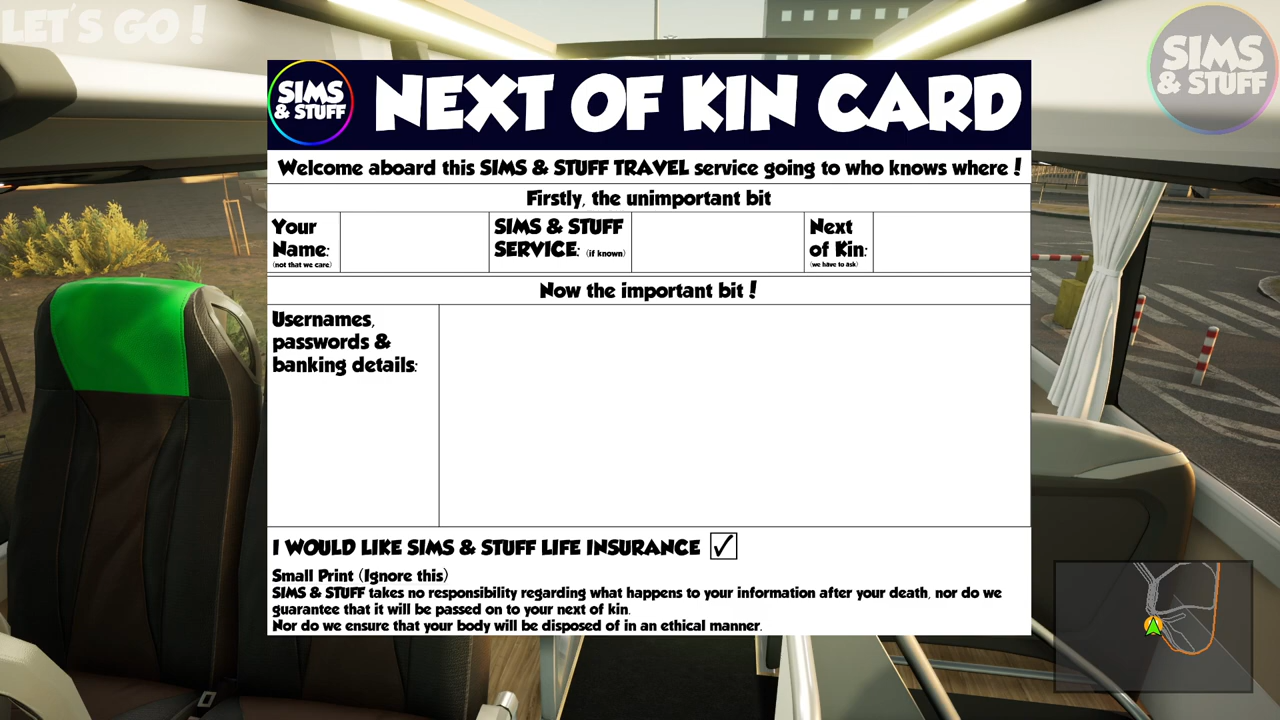 LET'S GO!
SIMS
& STUFF
SIMS
& STUFF
NEXT OF KIN CARD
Welcome aboard this SIMS & STUFF TRAVEL service going to who knows where!
Firstly, the unimportant bit
Your
Name:
(not that we care)
SIMS & STUFF
SERVICE: (if known)
Next
of Kin:
(we have to ask)
Now the important bit!
Usernames,
passwords &
banking details:
I WOULD LIKE SIMS & STUFF LIFE INSURANCE ✓
Small Print (Ignore this)
SIMS & STUFF takes no responsibility regarding what happens to your information after your death, nor do we
guarantee that it will be passed on to your next of kin.
Nor do we ensure that your body will be disposed of in an ethical manner.